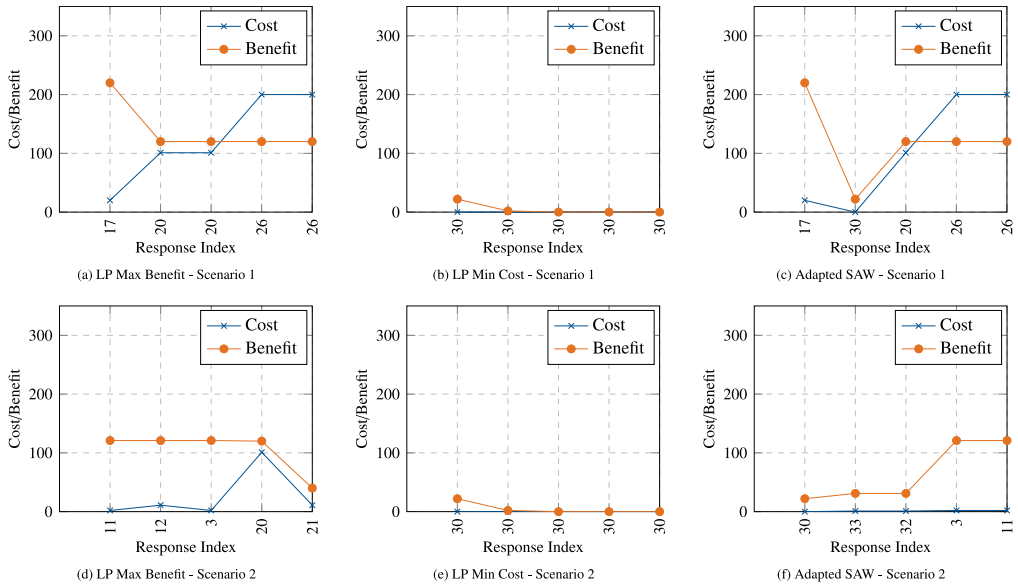 Cost/Benefit
300
200
100
0
Cost
Benefit
17
20
20
26
26
Response Index
(a) LP Max Benefit - Scenario 1
Cost/Benefit
300
200
100
0
Cost
Benefit
30
30
30
30
30
Response Index
(b) LP Min Cost - Scenario 1
Cost/Benefit
300
200
100
0
Cost
Benefit
17
30
20
26
26
Response Index
(c) Adapted SAW - Scenario 1
Cost/Benefit
300
200
100
0
Cost
Benefit
11
12
3
20
21
Response Index
(d) LP Max Benefit - Scenario 2
Cost/Benefit
300
200
100
0
Cost
Benefit
30
30
30
30
30
Response Index
(e) LP Min Cost - Scenario 2
Cost/Benefit
300
200
100
0
Cost
Benefit
30
33
32
3
11
Response Index
(f) Adapted SAW - Scenario 2